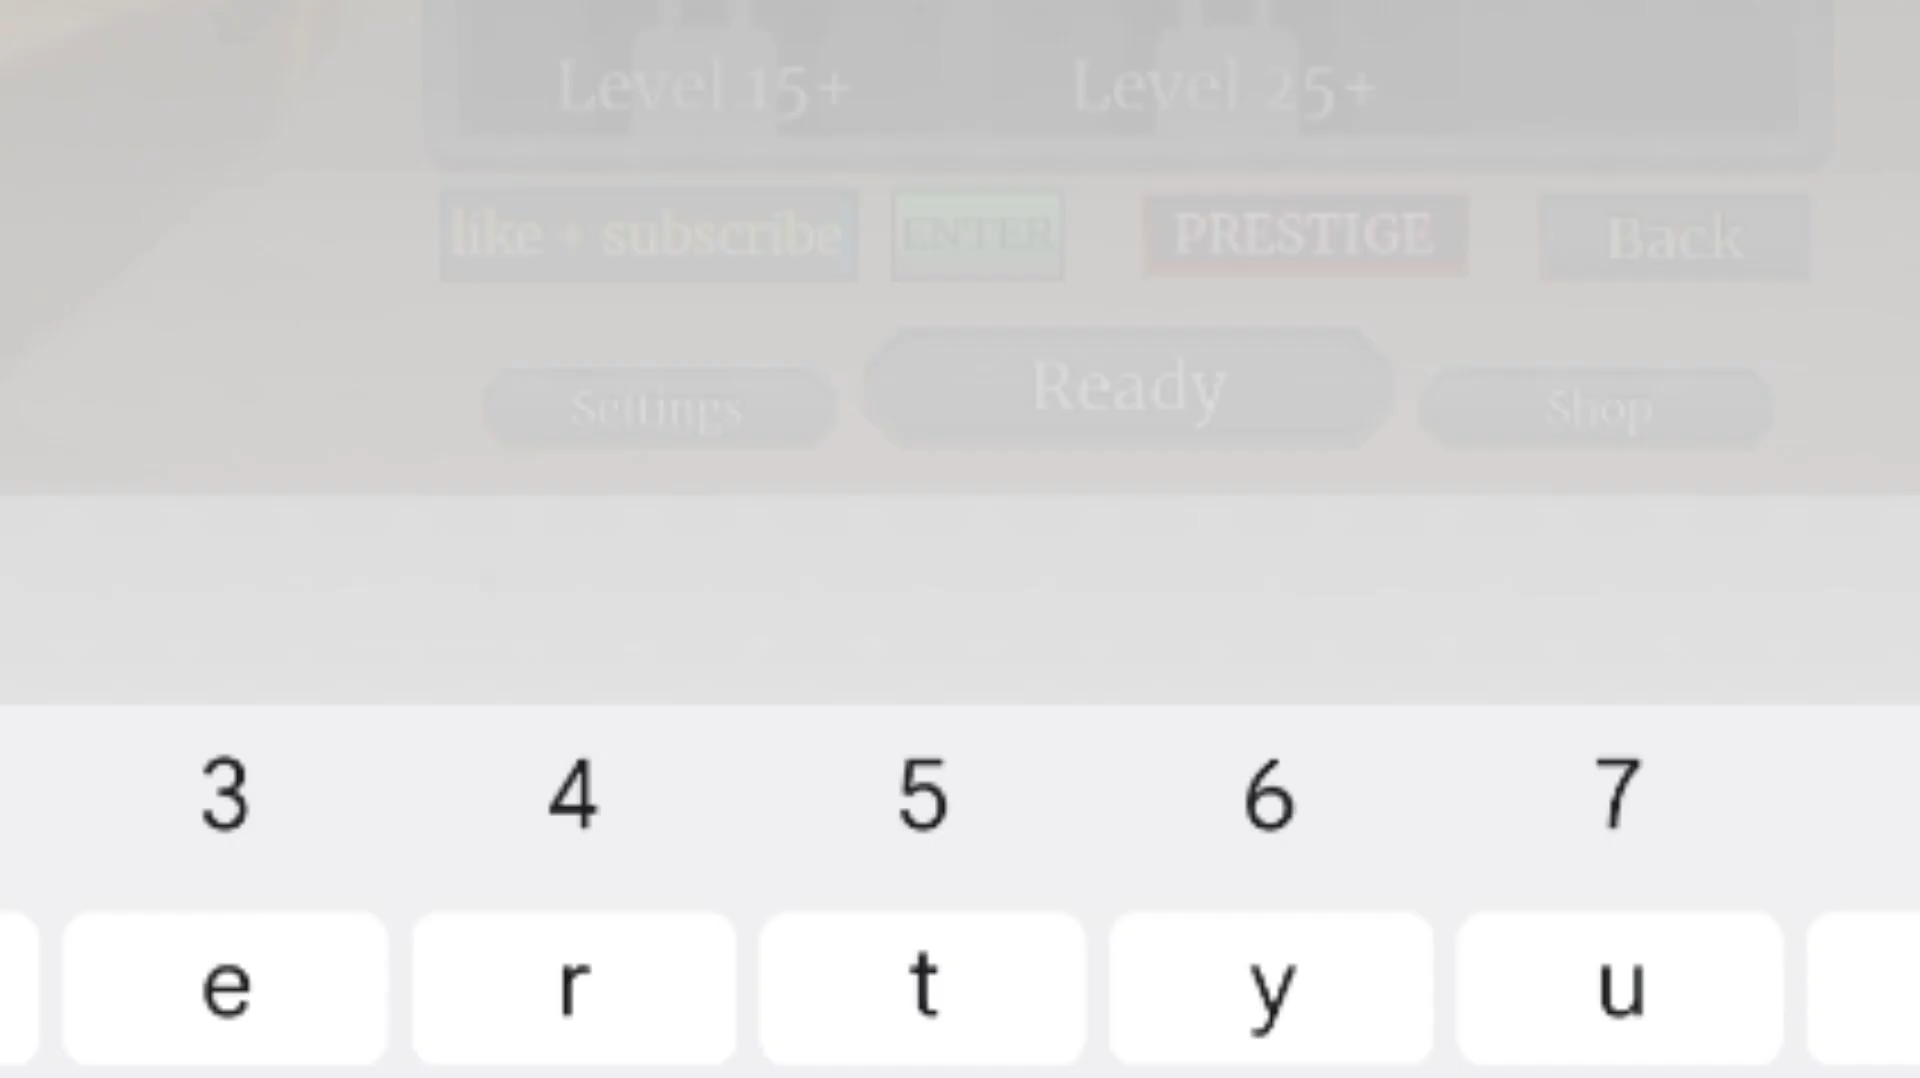 Level 15+ Level 25+
like + subscribe ENTER PRESTIGE Back
Settings Ready Shop
3 4 5 6 7
e r t y u